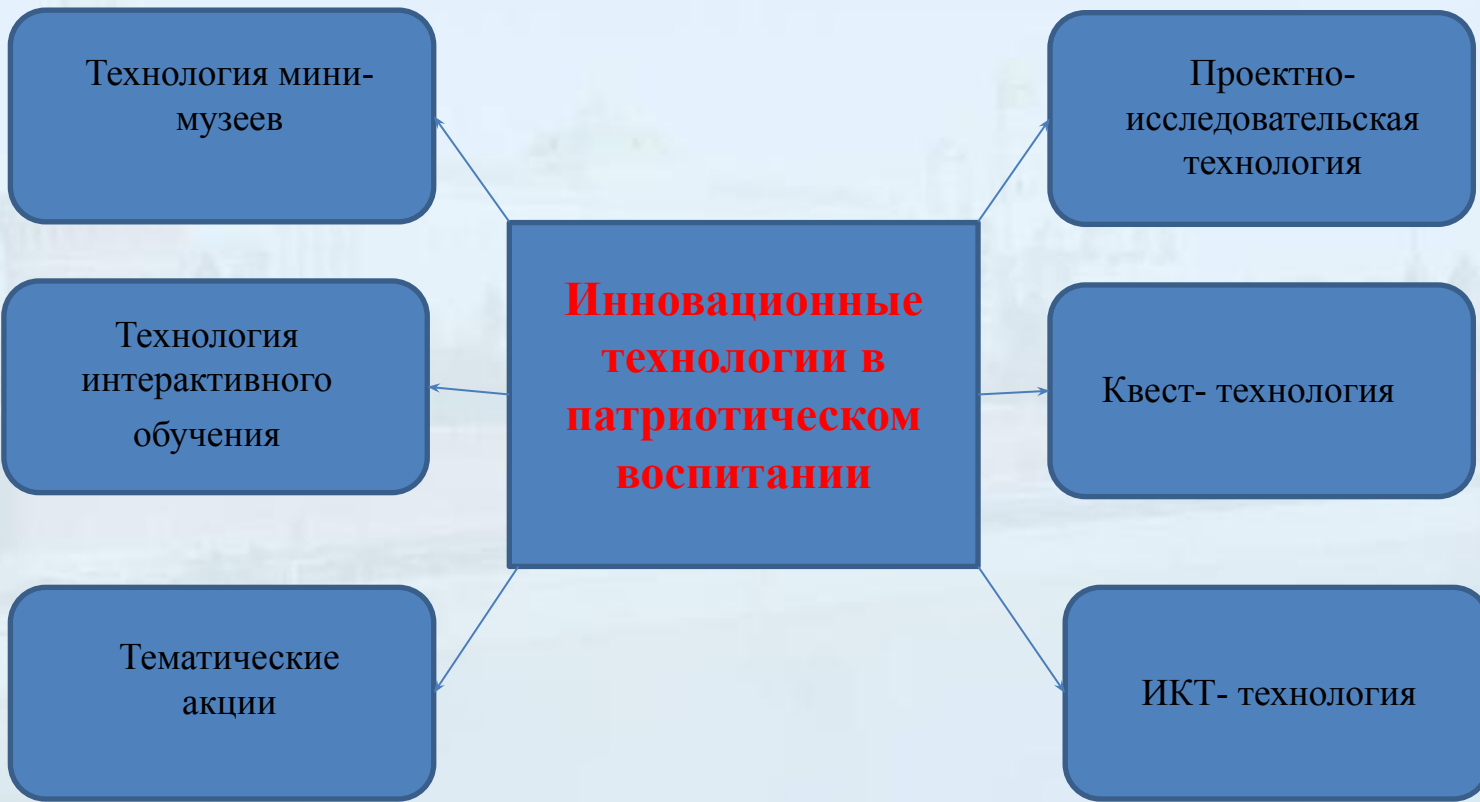 Технология мини-
музеев
Проектно-
исследовательская
технология
Инновационные
технологии в
патриотическом
воспитании
Технология
интерактивного
обучения
Квест- технология
Тематические
акции
ИКТ- технология